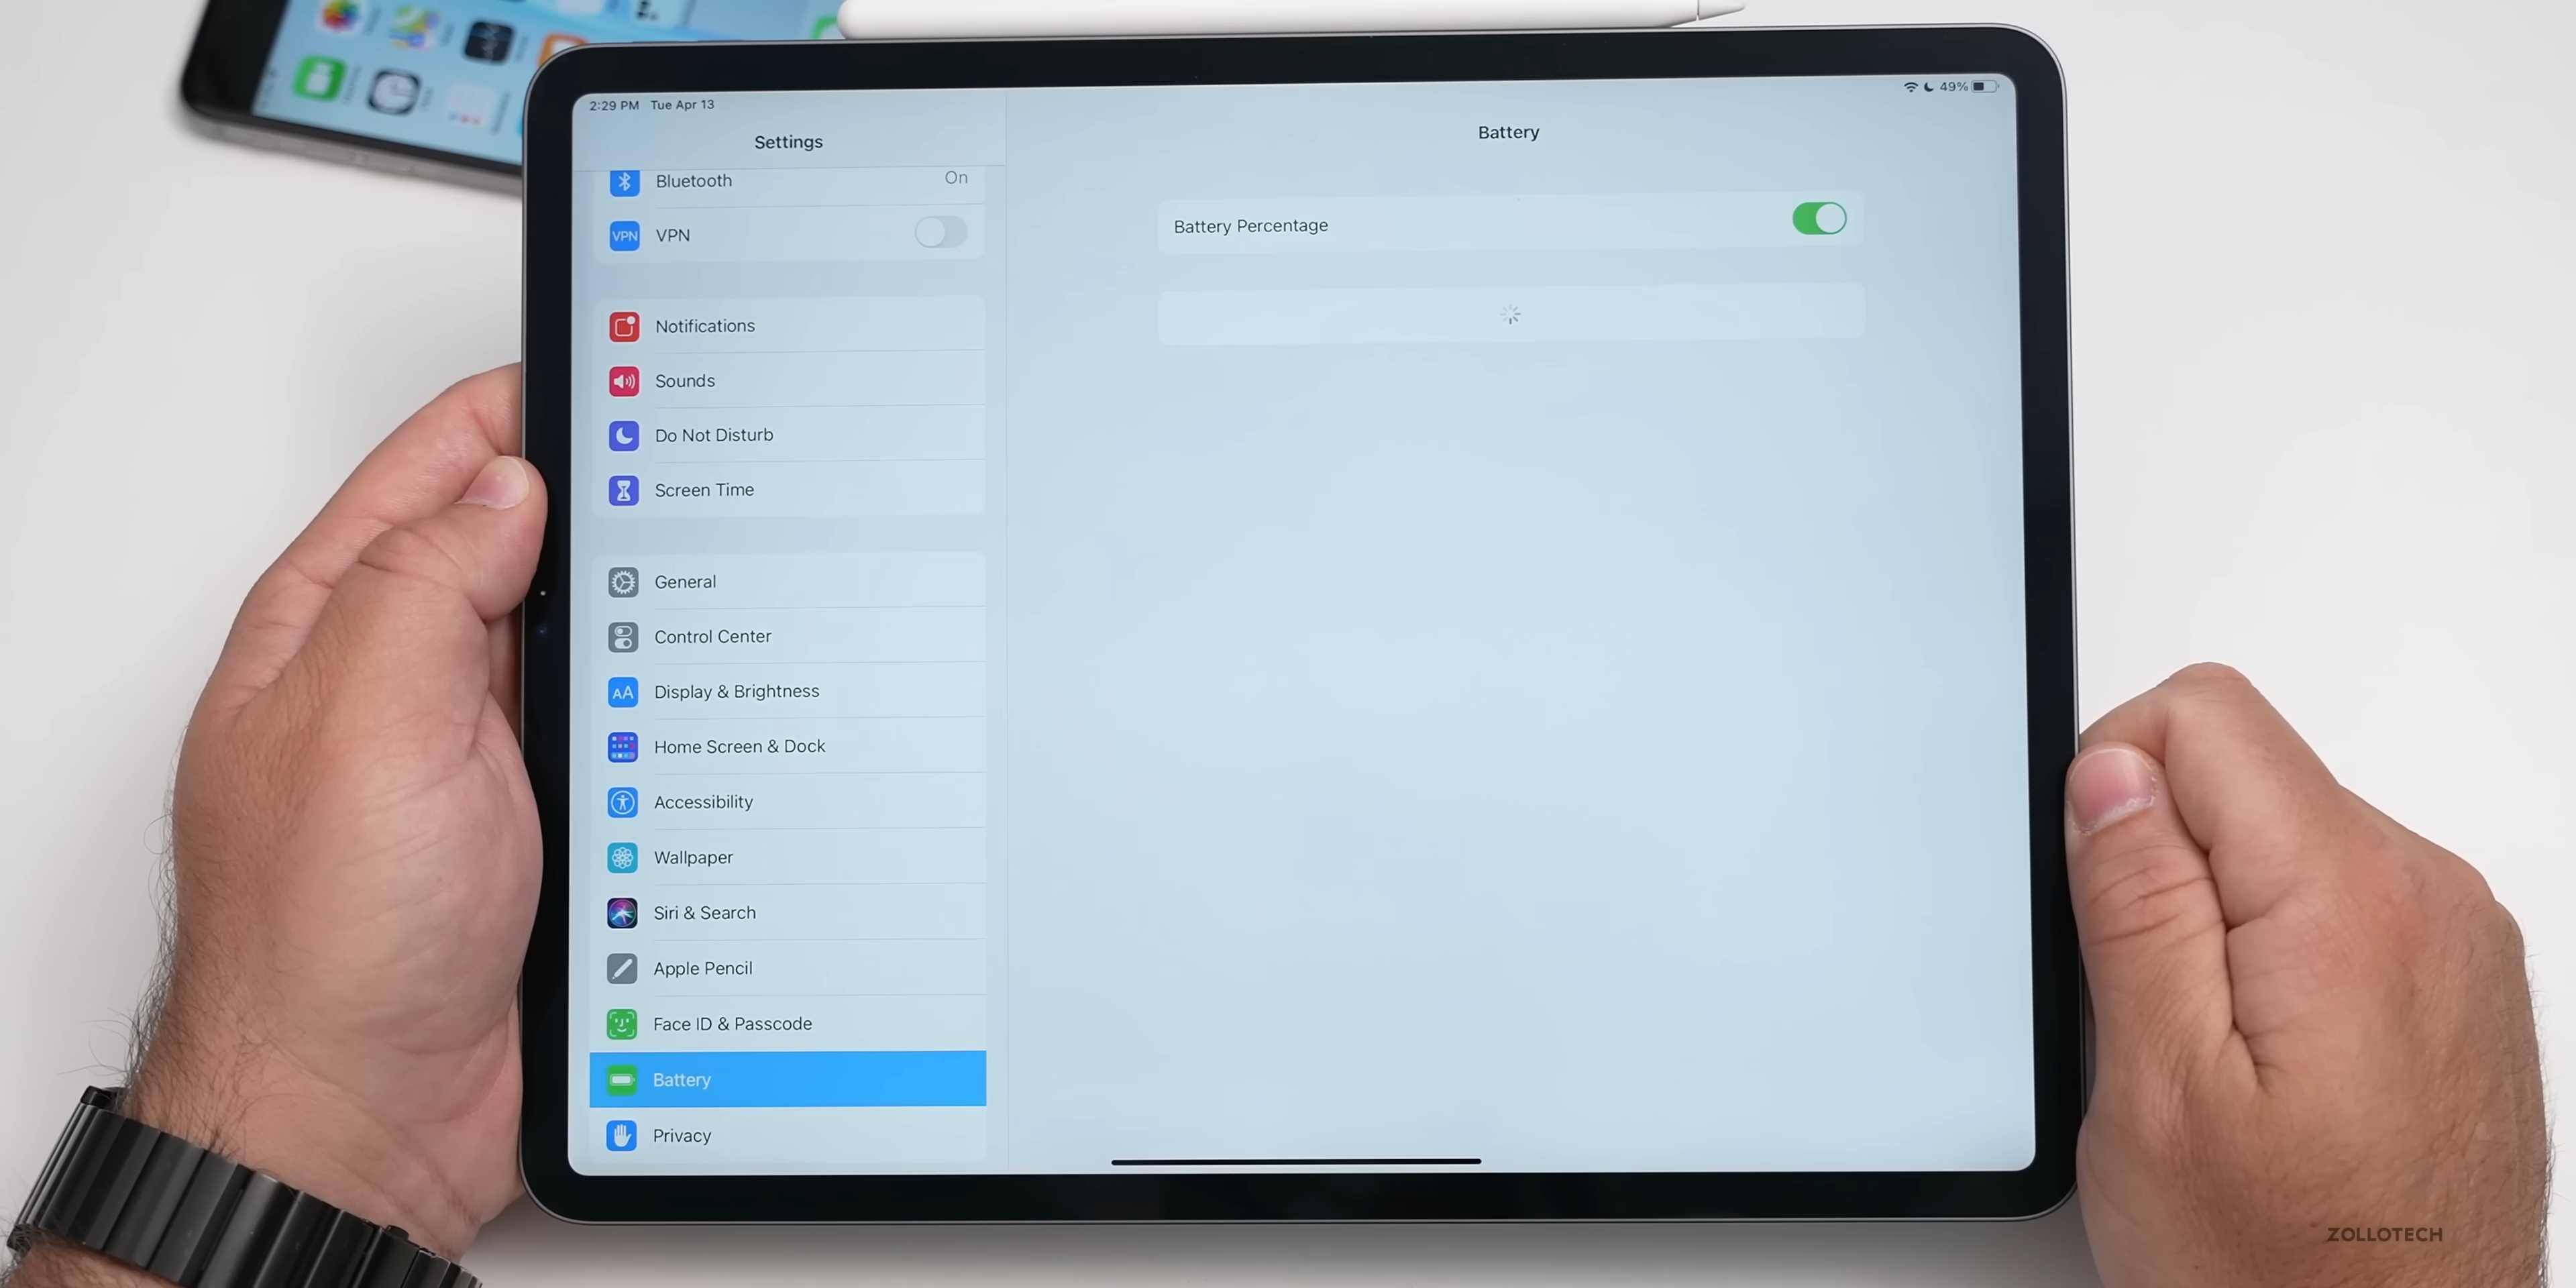 2:29 PM Tue Apr 13
49%
Settings
Battery
Bluetooth On
VPN VPN
Battery Percentage
Notifications
Sounds
Do Not Disturb
Screen Time
General
Control Center
AA Display & Brightness
Home Screen & Dock
Accessibility
Wallpaper
Siri & Search
Apple Pencil
Face ID & Passcode
Battery
Privacy
ZOLLOTECH